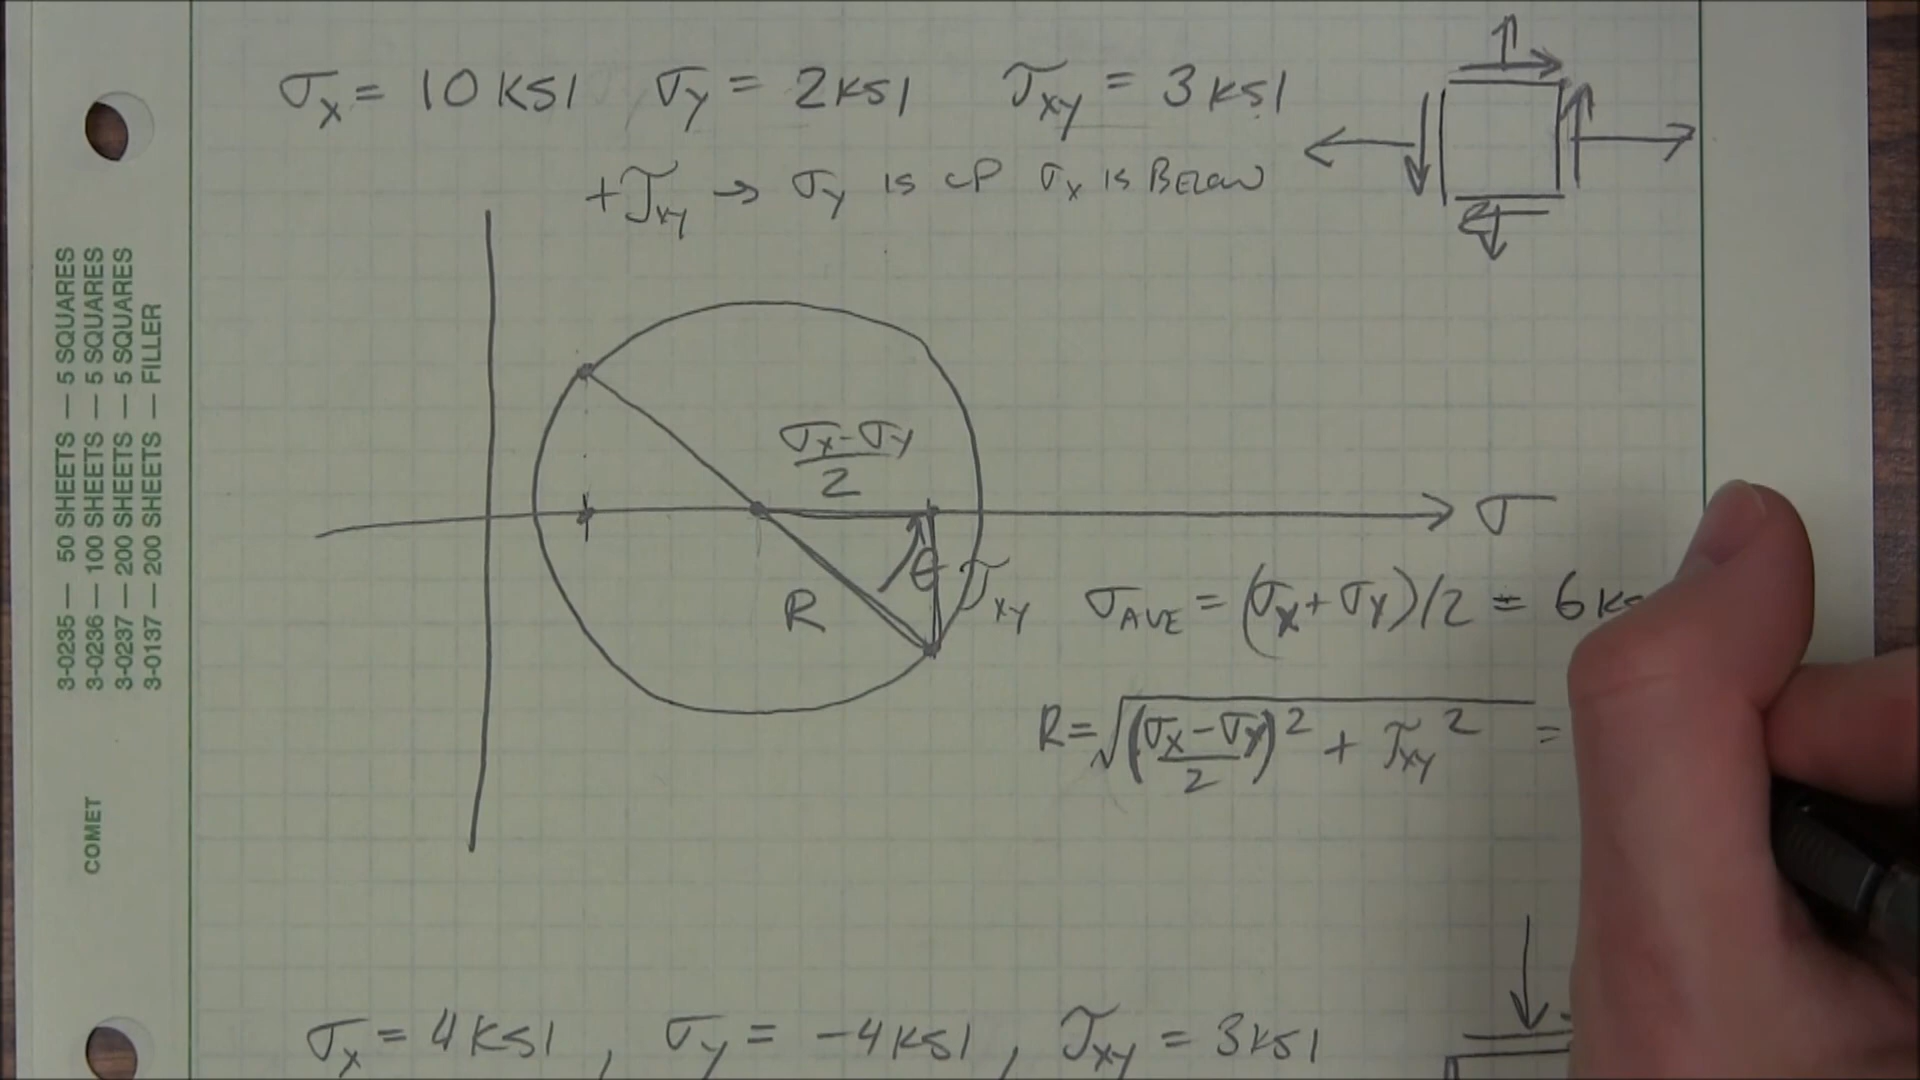 σx = 10 KSI σy = 2 KSI τxy = 3 KSI
+τxy → σy IS UP σx IS BELOW
σx-σy
2
σ
θ
τxy
R
σAVE = (σx + σy)/2 = 6
R = √((σx - σy)/2)² + τxy² =
σx = 4 KSI, σy = -4 KSI, τxy = 3 KSI
3-0235 — 50 SHEETS — 5 SQUARES
3-0236 — 100 SHEETS — 5 SQUARES
3-0237 — 200 SHEETS — 5 SQUARES
3-0137 — 200 SHEETS — FILLER
COMET